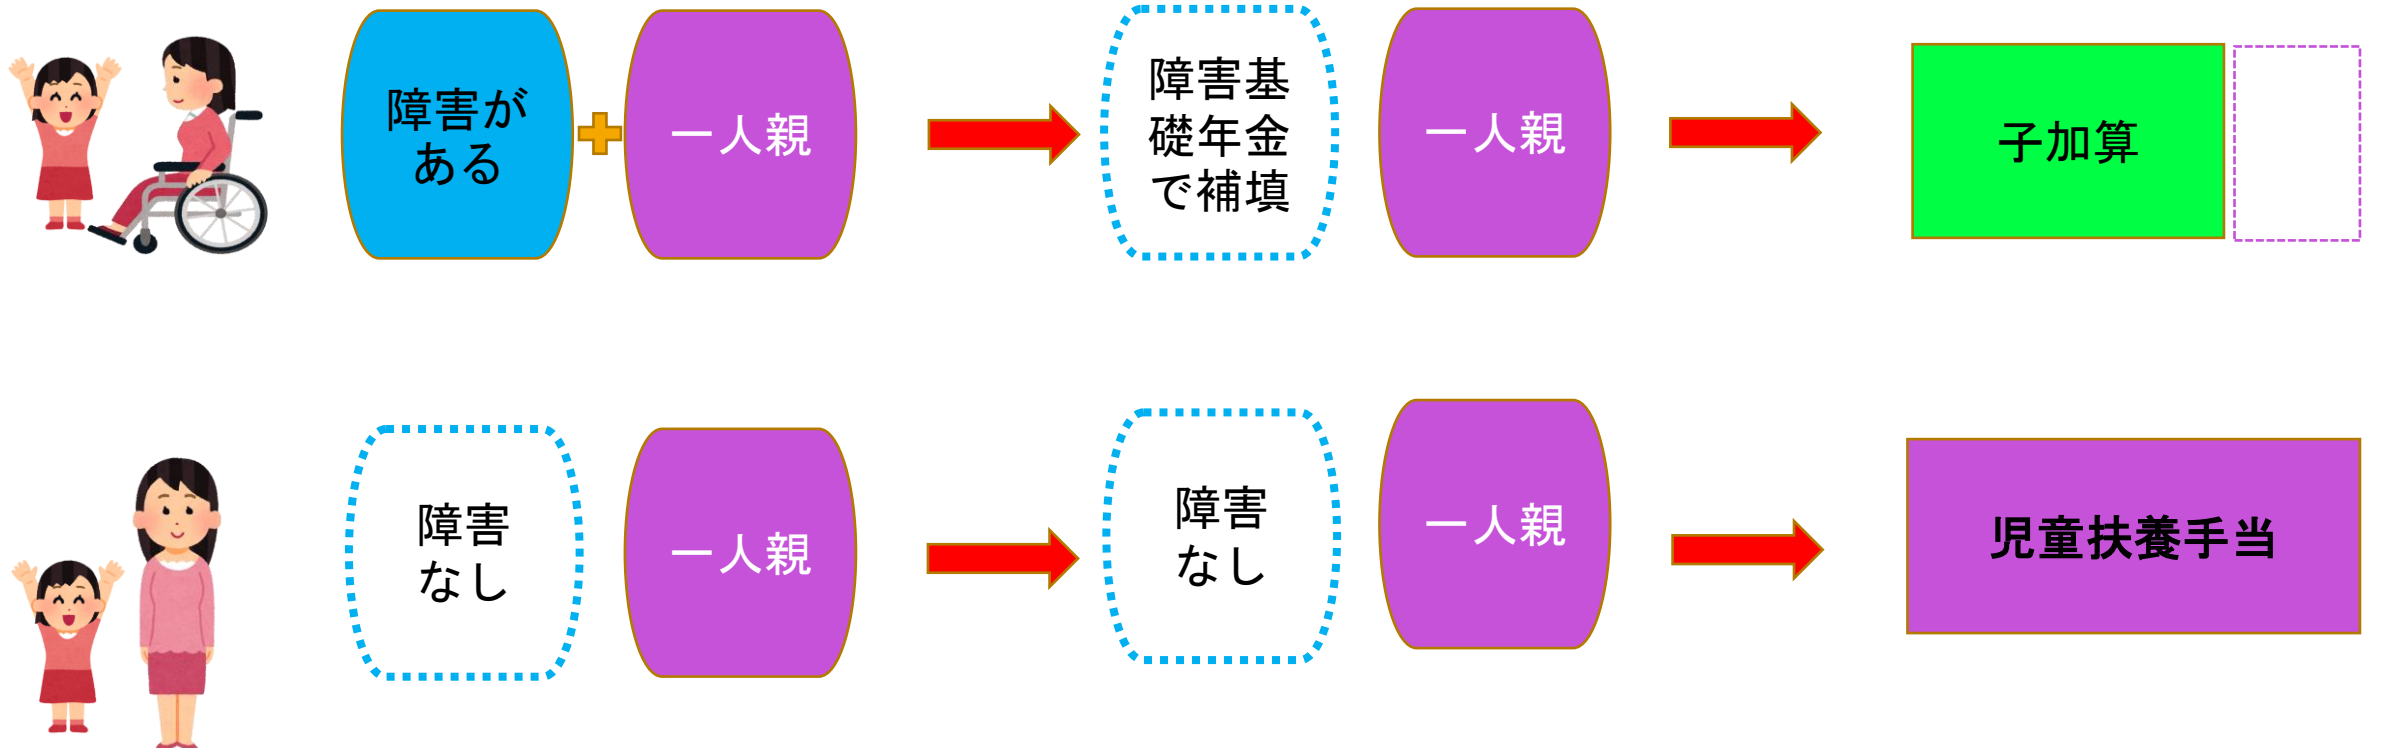 障害が
ある
一人親
障害基
礎年金
で補填
一人親
子加算
障害
なし
一人親
障害
なし
一人親
児童扶養手当